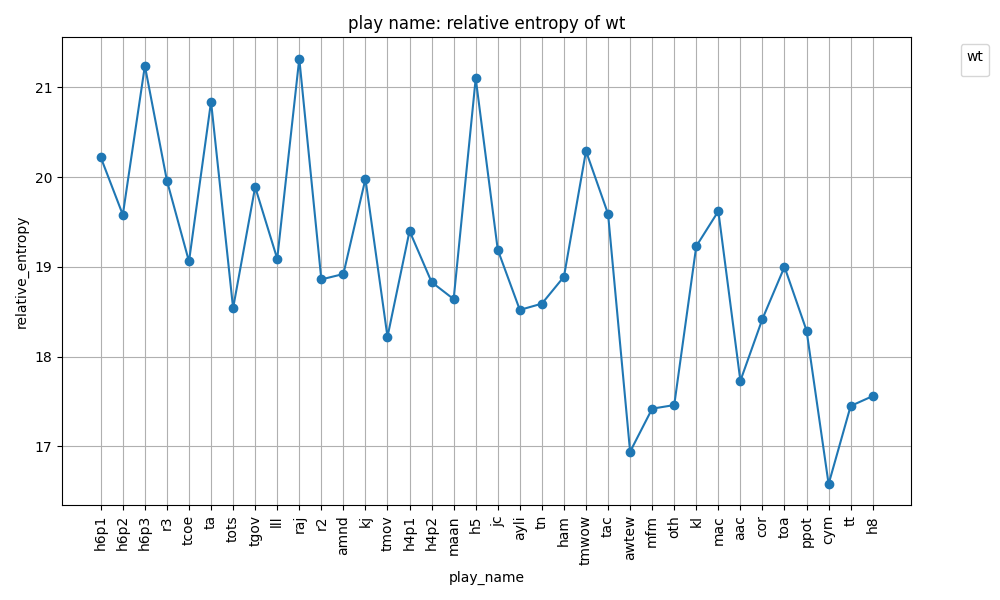 play name: relative entropy of wt
wt
relative_entropy
21
20
19
18
17
h6p1 h6p2 h6p3 r3 tcoe ta tots tgov lll raj r2 amnd kj tmov h4p1 h4p2 maan h5 jc ayli tn ham tmwow tac awtew mfm oth kl mac aac cor toa ppot cym tt h8
play_name